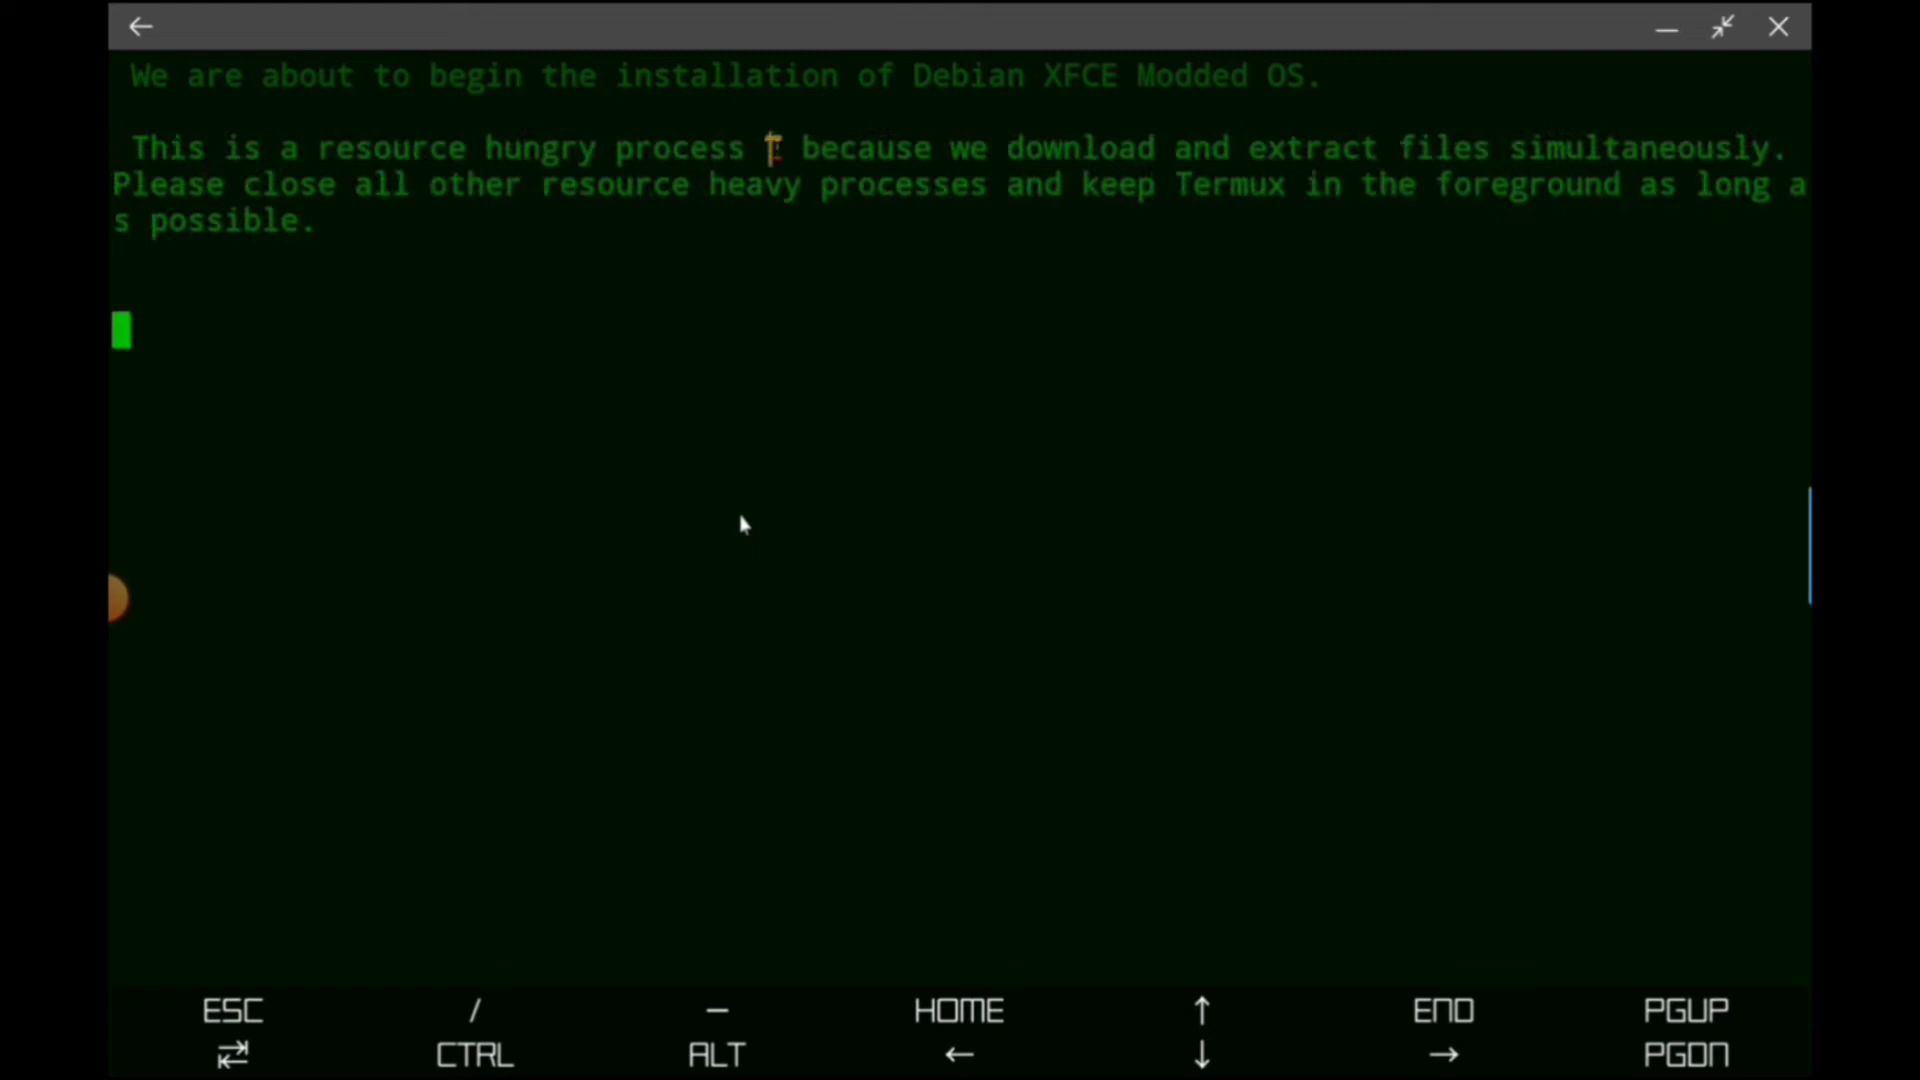 We are about to begin the installation of Debian XFCE Modded OS.
This is a resource hungry process because we download and extract files simultaneously.
Please close all other resource heavy processes and keep Termux in the foreground as long a
s possible.
ESC / — HOME ↑ END PGUP
⇄ CTRL ALT ← ↓ → PGDN